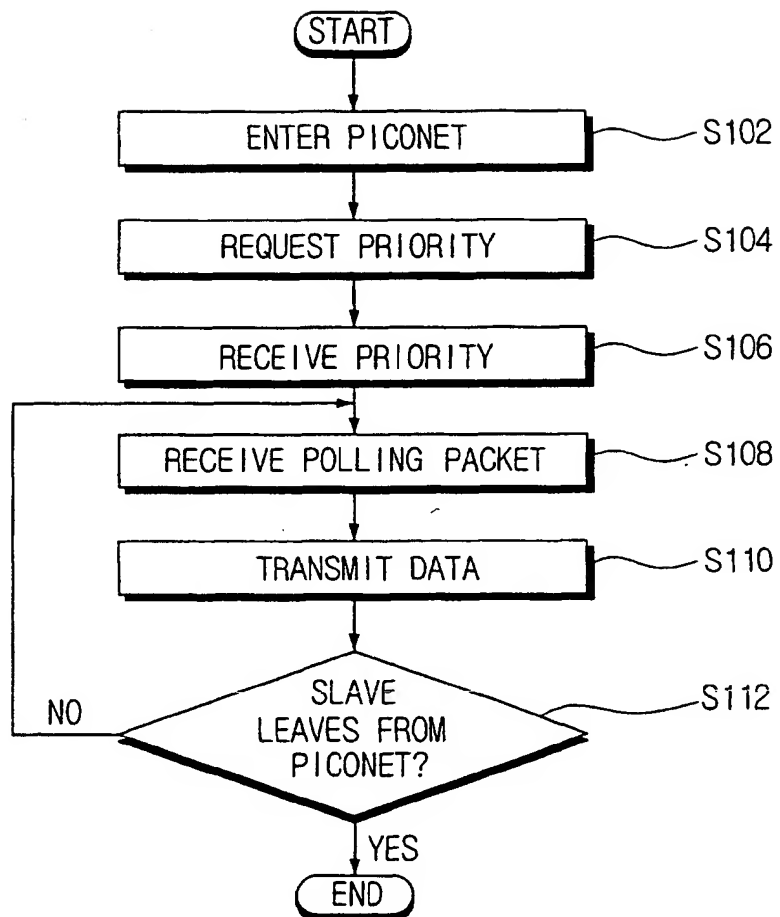 START
ENTER PICONET
S102
REQUEST PRIORITY
S104
RECEIVE PRIORITY
S106
RECEIVE POLLING PACKET
S108
TRANSMIT DATA
S110
SLAVE
LEAVES FROM
PICONET?
S112
NO
YES
END